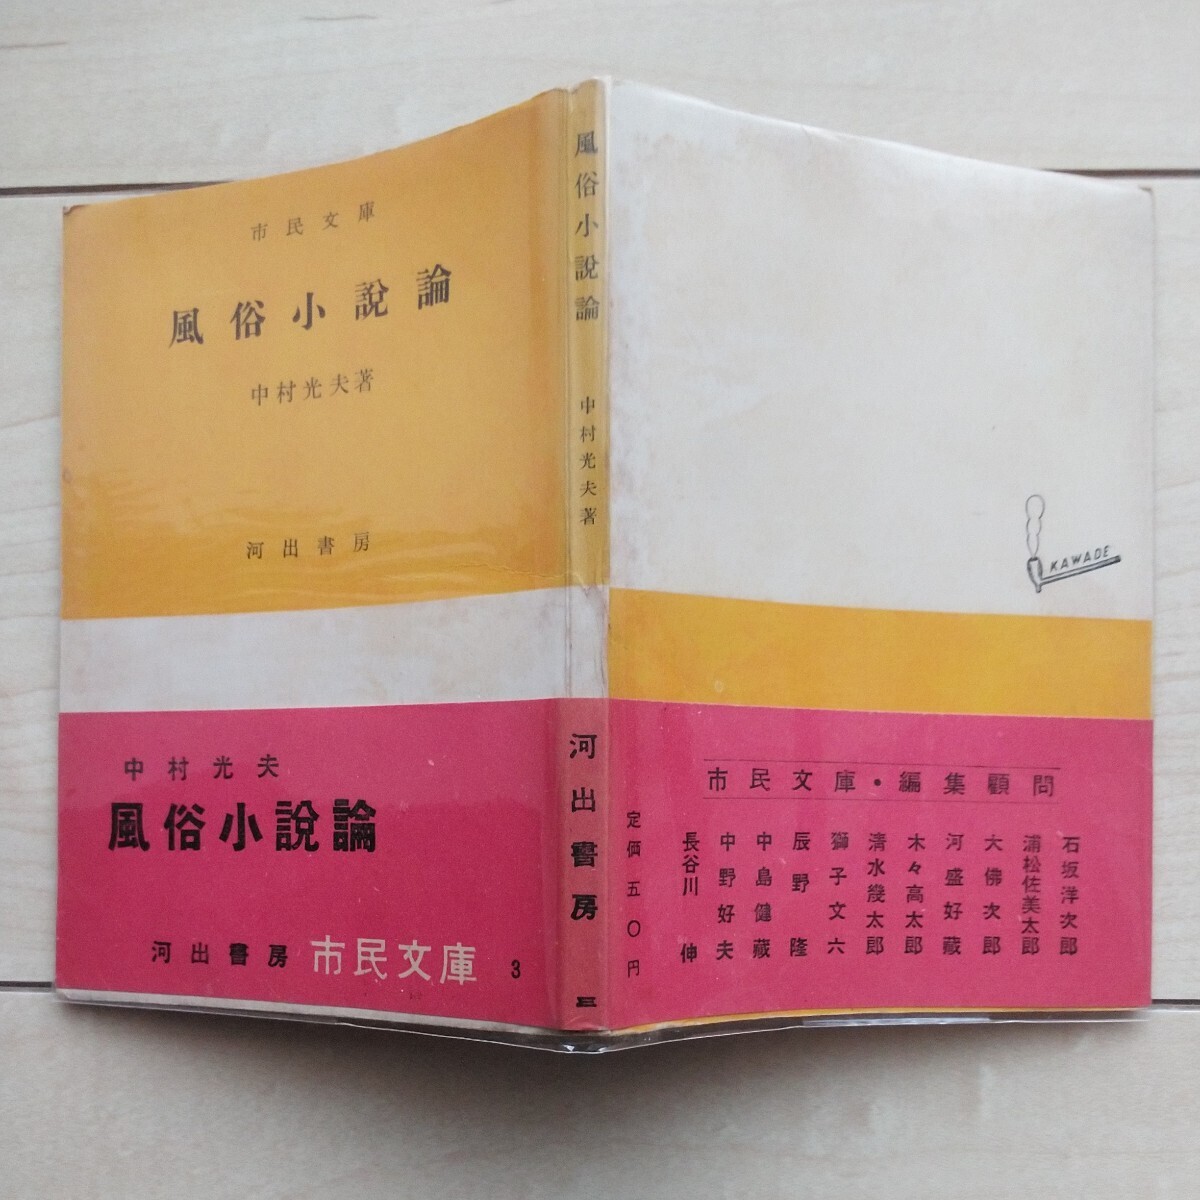 市民文庫
風俗小說論
中村光夫著
河出書房
中村光夫
風俗小說論
河出書房 市民文庫 3
風俗小說論
中村光夫著
河出書房
三
KAWADE
市民文庫・編集顧問
石坂洋次郎
浦松佐美太郎
大佛次郎
河盛好蔵
木々高太郎
清水幾太郎
獅子文六
辰野隆
中島健蔵
中野好夫
長谷川伸
定価五〇円